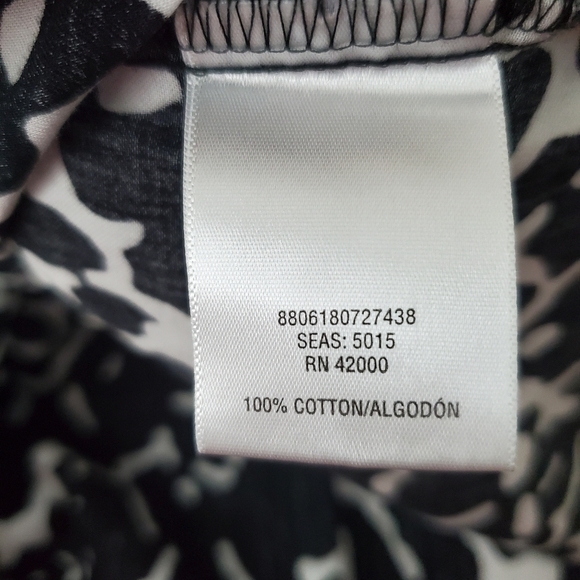 8806180727438
SEAS: 5015
RN 42000
100% COTTON/ALGODÓN